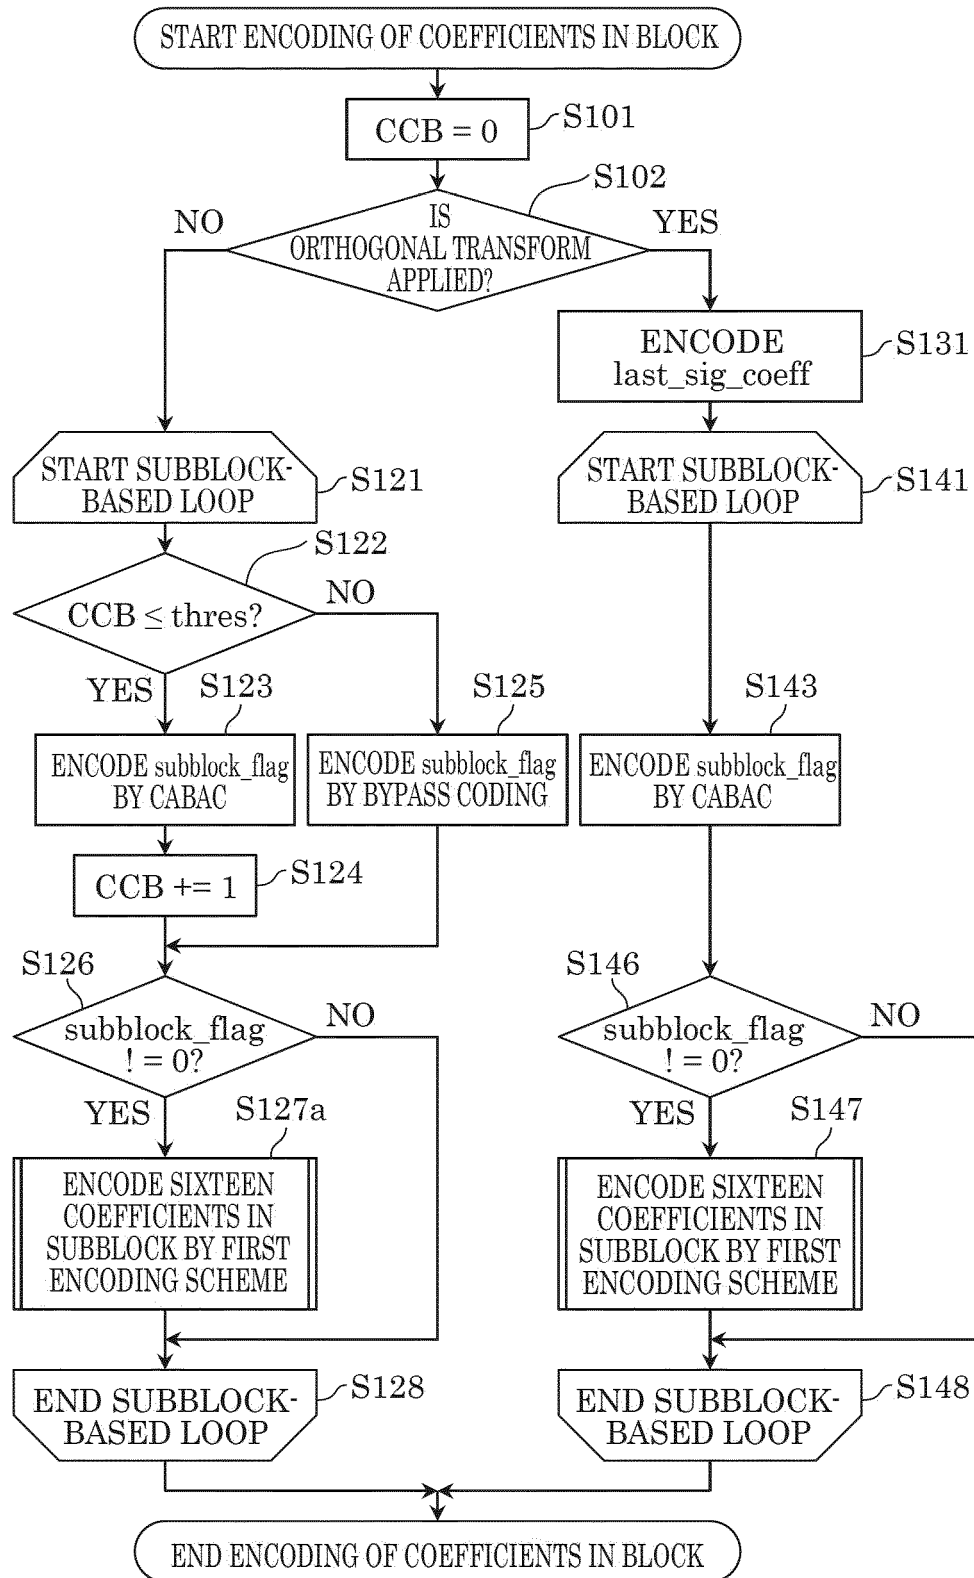 START ENCODING OF COEFFICIENTS IN BLOCK
CCB = 0
S101
S102
IS
ORTHOGONAL TRANSFORM
APPLIED?
NO
YES
ENCODE
last_sig_coeff
S131
START SUBBLOCK-
BASED LOOP
S121
START SUBBLOCK-
BASED LOOP
S141
S122
CCB ≤ thres?
NO
YES
S123
S125
S143
ENCODE subblock_flag
BY CABAC
ENCODE subblock_flag
BY BYPASS CODING
ENCODE subblock_flag
BY CABAC
CCB += 1
S124
S126
subblock_flag
! = 0?
NO
YES
S146
subblock_flag
! = 0?
NO
YES
S127a
ENCODE SIXTEEN
COEFFICIENTS IN
SUBBLOCK BY FIRST
ENCODING SCHEME
S147
ENCODE SIXTEEN
COEFFICIENTS IN
SUBBLOCK BY FIRST
ENCODING SCHEME
END SUBBLOCK-
BASED LOOP
S128
END SUBBLOCK-
BASED LOOP
S148
END ENCODING OF COEFFICIENTS IN BLOCK